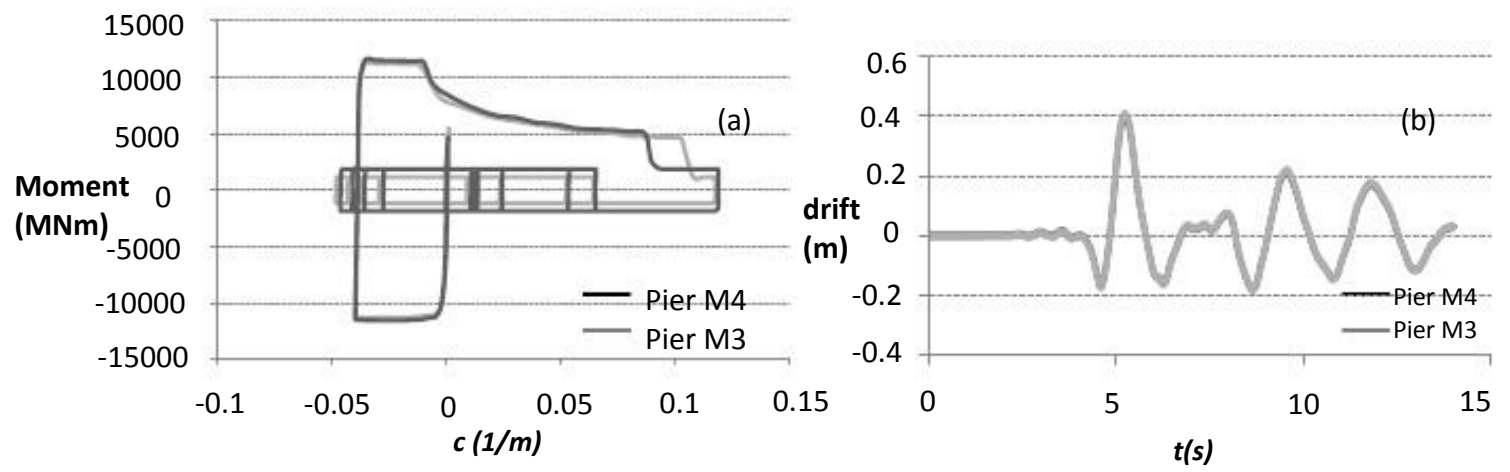 15000
10000
5000
0
-5000
-10000
-15000
Moment
(MNm)
(a)
Pier M4
Pier M3
-0.1
-0.05
0
0.05
0.1
0.15
c (1/m)
0.6
0.4
0.2
0
-0.2
-0.4
drift
(m)
(b)
Pier M4
Pier M3
0
5
10
15
t(s)